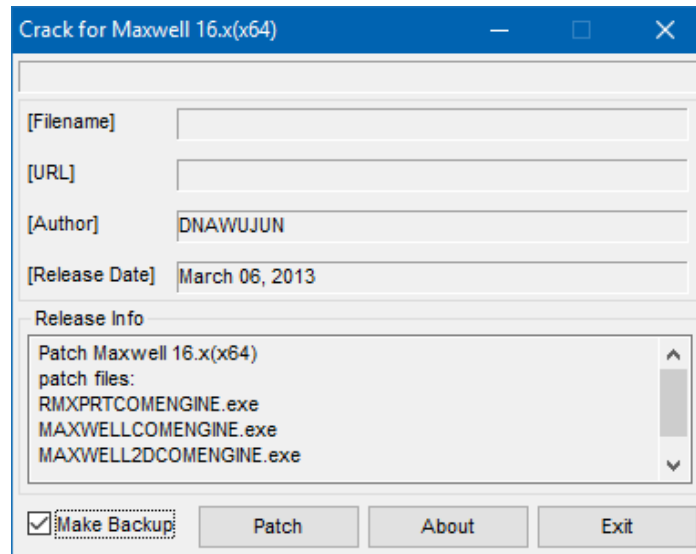 Crack for Maxwell 16.x(x64)
[Filename]
[URL]
[Author] DNAWUJUN
[Release Date] March 06, 2013
Release Info
Patch Maxwell 16.x(x64)
patch files:
RMXPRTCOMENGINE.exe
MAXWELLCOMENGINE.exe
MAXWELL2DCOMENGINE.exe
Make Backup Patch About Exit